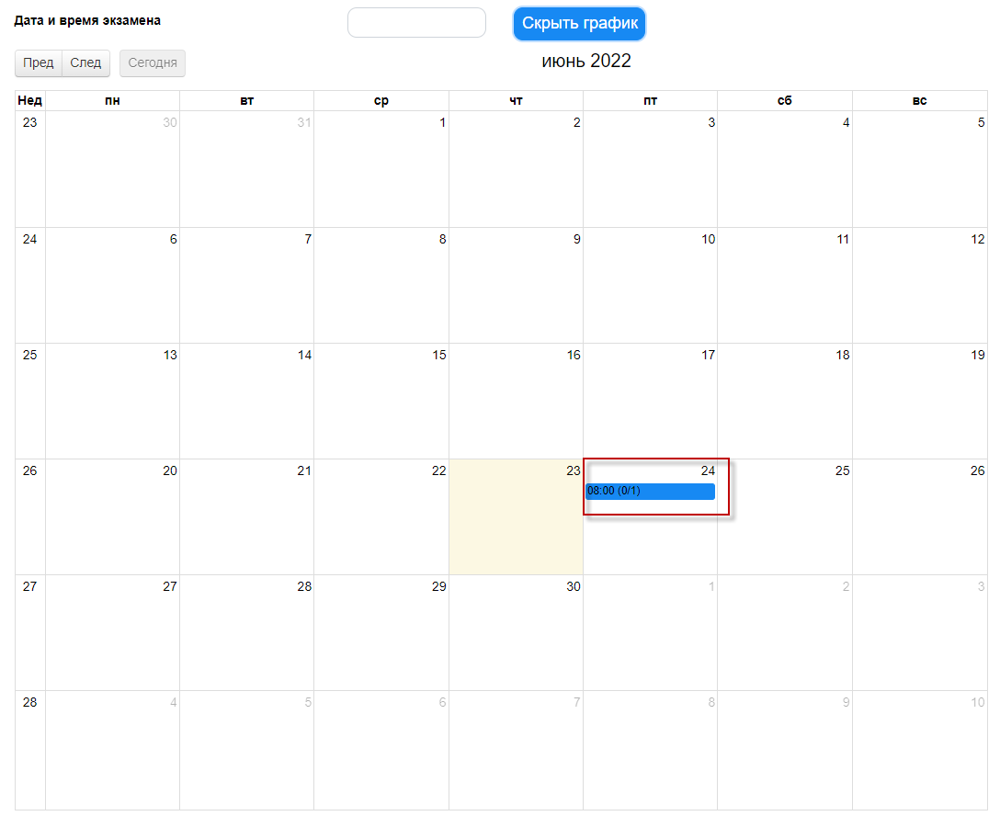 Дата и время экзамена Скрыть график
Пред След Сегодня июнь 2022
Нед пн вт ср чт пт сб вс
23 30 31 1 2 3 4 5
24 6 7 8 9 10 11 12
25 13 14 15 16 17 18 19
26 20 21 22 23 24 25 26
08:00 (0/1)
27 27 28 29 30 1 2 3
28 4 5 6 7 8 9 10